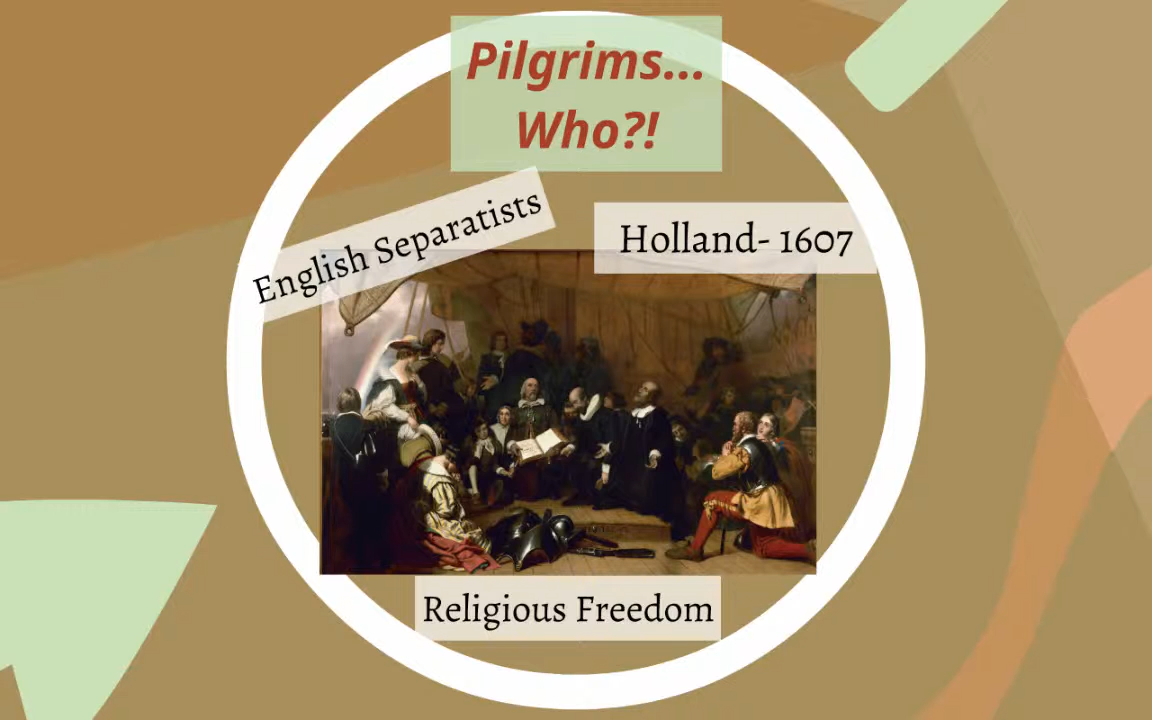 Pilgrims...
Who?!
English Separatists
Holland- 1607
Religious Freedom